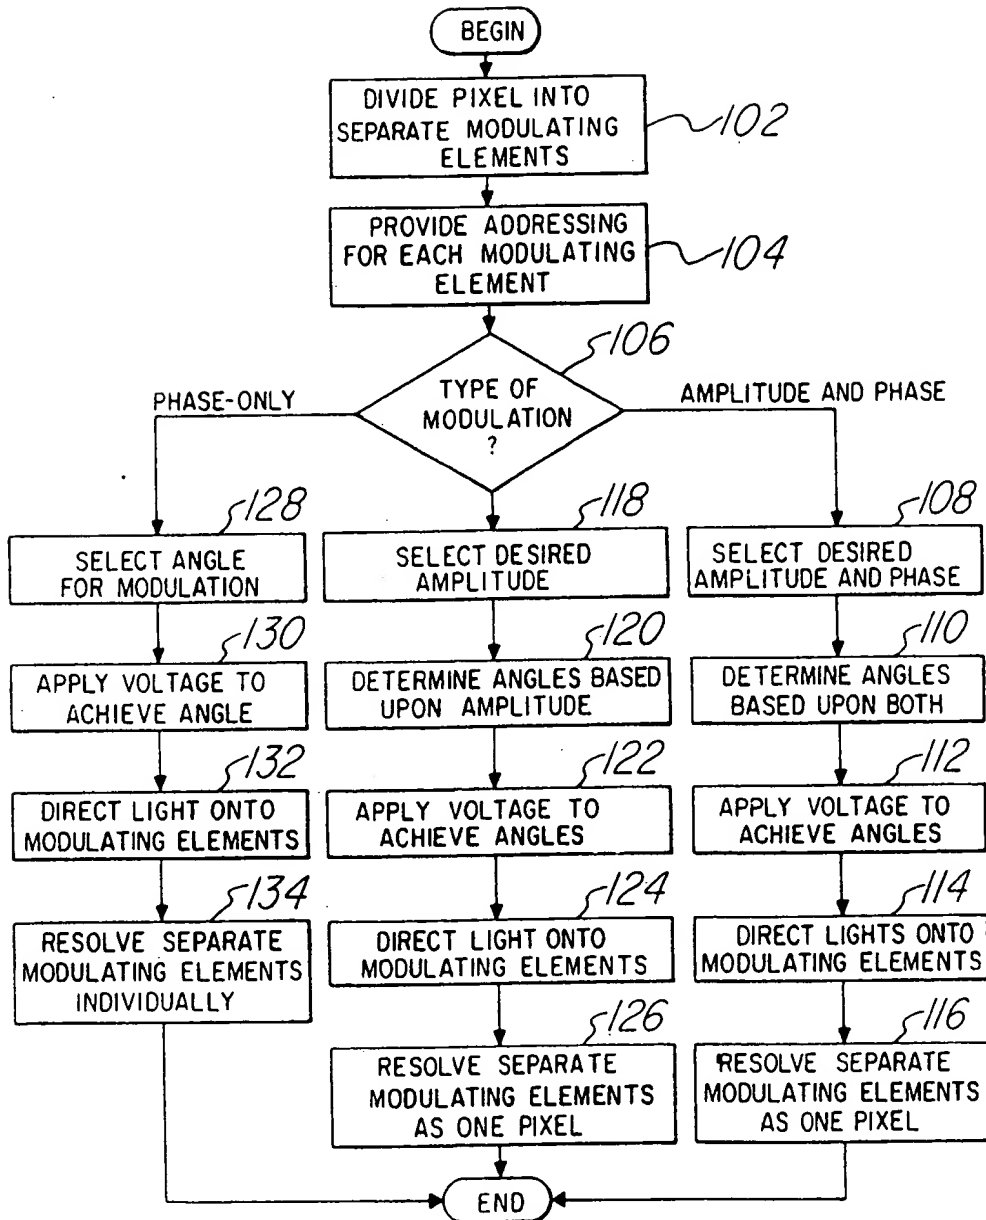 BEGIN
DIVIDE PIXEL INTO
SEPARATE MODULATING
ELEMENTS
102
PROVIDE ADDRESSING
FOR EACH MODULATING
ELEMENT
104
106
TYPE OF
MODULATION
?
PHASE-ONLY
AMPLITUDE AND PHASE
128
SELECT ANGLE
FOR MODULATION
130
APPLY VOLTAGE TO
ACHIEVE ANGLE
132
DIRECT LIGHT ONTO
MODULATING ELEMENTS
134
RESOLVE SEPARATE
MODULATING ELEMENTS
INDIVIDUALLY
118
SELECT DESIRED
AMPLITUDE
120
DETERMINE ANGLES BASED
UPON AMPLITUDE
122
APPLY VOLTAGE TO
ACHIEVE ANGLES
124
DIRECT LIGHT ONTO
MODULATING ELEMENTS
126
RESOLVE SEPARATE
MODULATING ELEMENTS
AS ONE PIXEL
108
SELECT DESIRED
AMPLITUDE AND PHASE
110
DETERMINE ANGLES
BASED UPON BOTH
112
APPLY VOLTAGE TO
ACHIEVE ANGLES
114
DIRECT LIGHTS ONTO
MODULATING ELEMENTS
116
RESOLVE SEPARATE
MODULATING ELEMENTS
AS ONE PIXEL
END